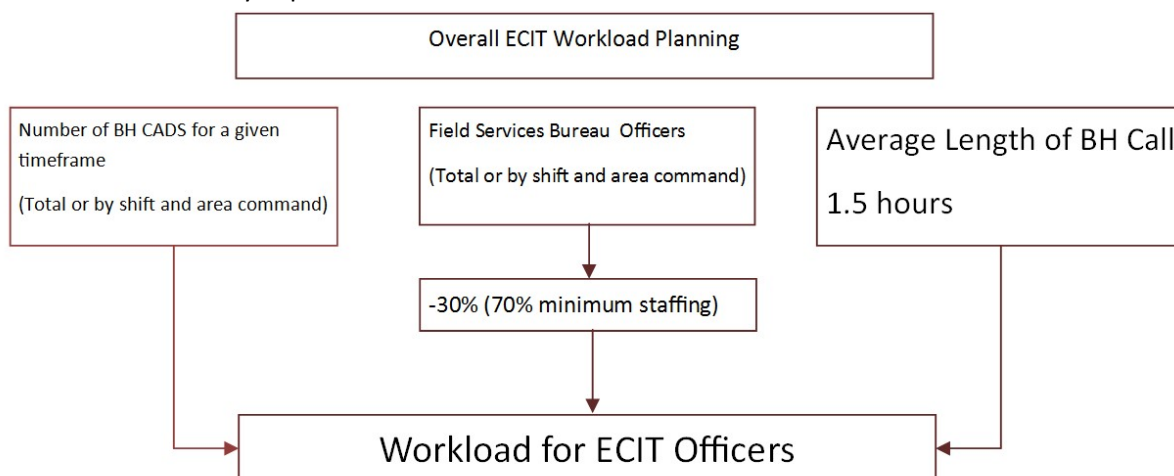 Overall ECIT Workload Planning
Number of BH CADS for a given
timeframe
(Total or by shift and area command)
Field Services Bureau Officers
(Total or by shift and area command)
Average Length of BH Call
1.5 hours
-30% (70% minimum staffing)
Workload for ECIT Officers